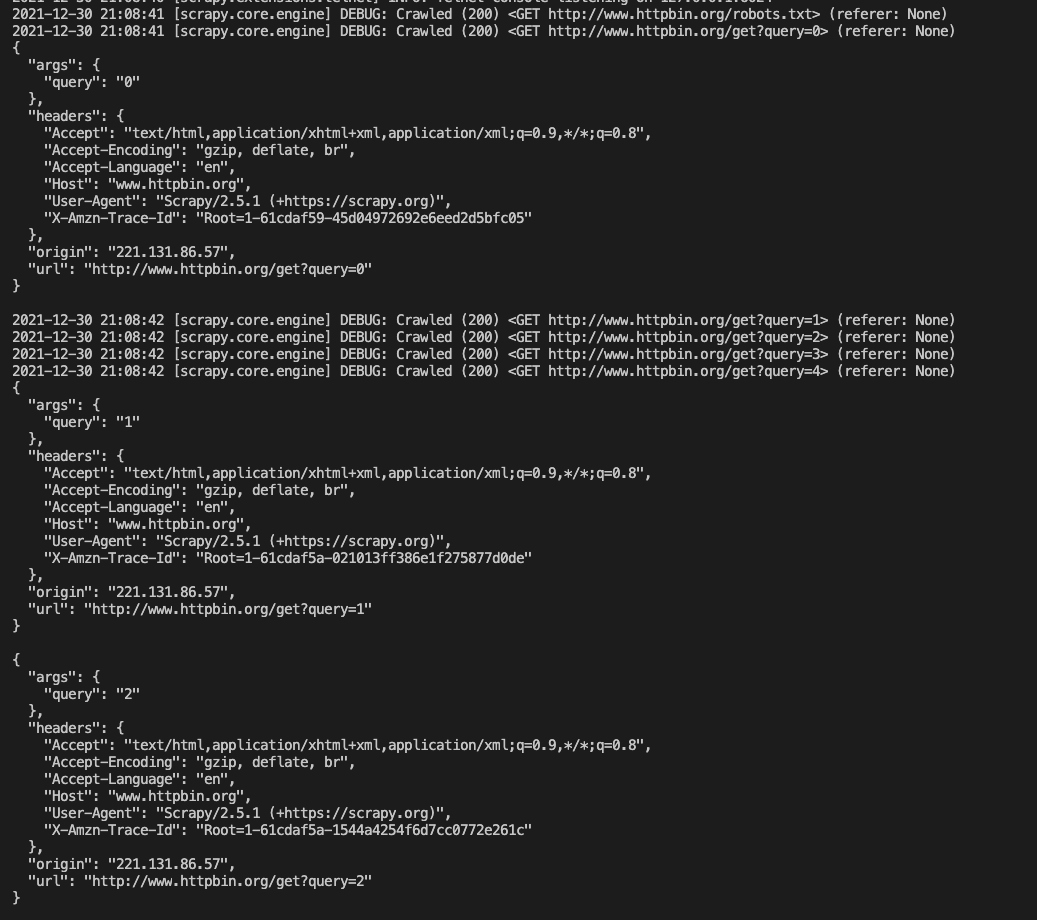 2021-12-30 21:08:41 [scrapy.core.engine] DEBUG: Crawled (200) <GET http://www.httpbin.org/robots.txt> (referer: None)
2021-12-30 21:08:41 [scrapy.core.engine] DEBUG: Crawled (200) <GET http://www.httpbin.org/get?query=0> (referer: None)
{
  "args": {
    "query": "0"
  },
  "headers": {
    "Accept": "text/html,application/xhtml+xml,application/xml;q=0.9,*/*;q=0.8",
    "Accept-Encoding": "gzip, deflate, br",
    "Accept-Language": "en",
    "Host": "www.httpbin.org",
    "User-Agent": "Scrapy/2.5.1 (+https://scrapy.org)",
    "X-Amzn-Trace-Id": "Root=1-61cdaf59-45d04972692e6eed2d5bfc05"
  },
  "origin": "221.131.86.57",
  "url": "http://www.httpbin.org/get?query=0"
}
2021-12-30 21:08:42 [scrapy.core.engine] DEBUG: Crawled (200) <GET http://www.httpbin.org/get?query=1> (referer: None)
2021-12-30 21:08:42 [scrapy.core.engine] DEBUG: Crawled (200) <GET http://www.httpbin.org/get?query=2> (referer: None)
2021-12-30 21:08:42 [scrapy.core.engine] DEBUG: Crawled (200) <GET http://www.httpbin.org/get?query=3> (referer: None)
2021-12-30 21:08:42 [scrapy.core.engine] DEBUG: Crawled (200) <GET http://www.httpbin.org/get?query=4> (referer: None)
{
  "args": {
    "query": "1"
  },
  "headers": {
    "Accept": "text/html,application/xhtml+xml,application/xml;q=0.9,*/*;q=0.8",
    "Accept-Encoding": "gzip, deflate, br",
    "Accept-Language": "en",
    "Host": "www.httpbin.org",
    "User-Agent": "Scrapy/2.5.1 (+https://scrapy.org)",
    "X-Amzn-Trace-Id": "Root=1-61cdaf5a-021013ff386e1f275877d0de"
  },
  "origin": "221.131.86.57",
  "url": "http://www.httpbin.org/get?query=1"
}
{
  "args": {
    "query": "2"
  },
  "headers": {
    "Accept": "text/html,application/xhtml+xml,application/xml;q=0.9,*/*;q=0.8",
    "Accept-Encoding": "gzip, deflate, br",
    "Accept-Language": "en",
    "Host": "www.httpbin.org",
    "User-Agent": "Scrapy/2.5.1 (+https://scrapy.org)",
    "X-Amzn-Trace-Id": "Root=1-61cdaf5a-1544a4254f6d7cc0772e261c"
  },
  "origin": "221.131.86.57",
  "url": "http://www.httpbin.org/get?query=2"
}